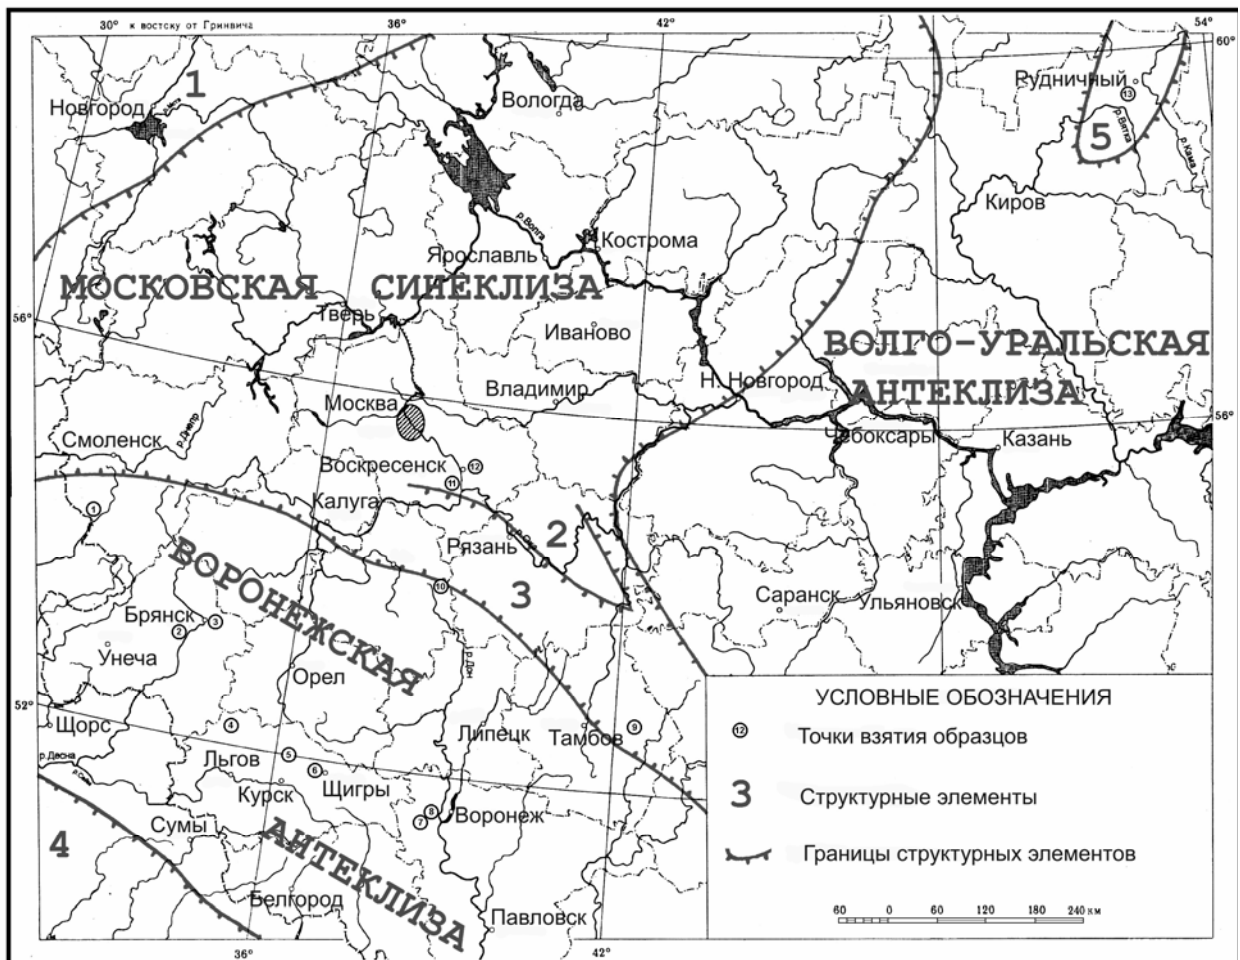 30° к востоку от Гринвича
36°
42°
54°
60°
1
Рудничный
13
Новгород
Вологда
р.Вятка
5
р.Кама
Киров
р.Волга
Кострома
Ярославль
МОСКОВСКАЯ СИНЕКЛИЗА
Тверь
56°
Иваново
ВОЛГО-УРАЛЬСКАЯ
АНТЕКЛИЗА
Н. Новгород
Владимир
Москва
56°
р.Днепр
Смоленск
Чебоксары
Казань
Воскресенск
12
11
Калуга
1
2
Рязань
ВОРОНЕЖСКАЯ
10
3
Саранск
Ульяновск
Брянск
2
3
Унеча
р.Дон
Орел
УСЛОВНЫЕ ОБОЗНАЧЕНИЯ
52°
Щорс
4
Липецк
Тамбов
9
12 Точки взятия образцов
р.Десна
Льгов
5
6
Щигры
Курск
3 Структурные элементы
8
7
Воронеж
Сумы
4
АНТЕКЛИЗА
Границы структурных элементов
Белгород
Павловск
60 0 60 120 180 240 км
36°
42°